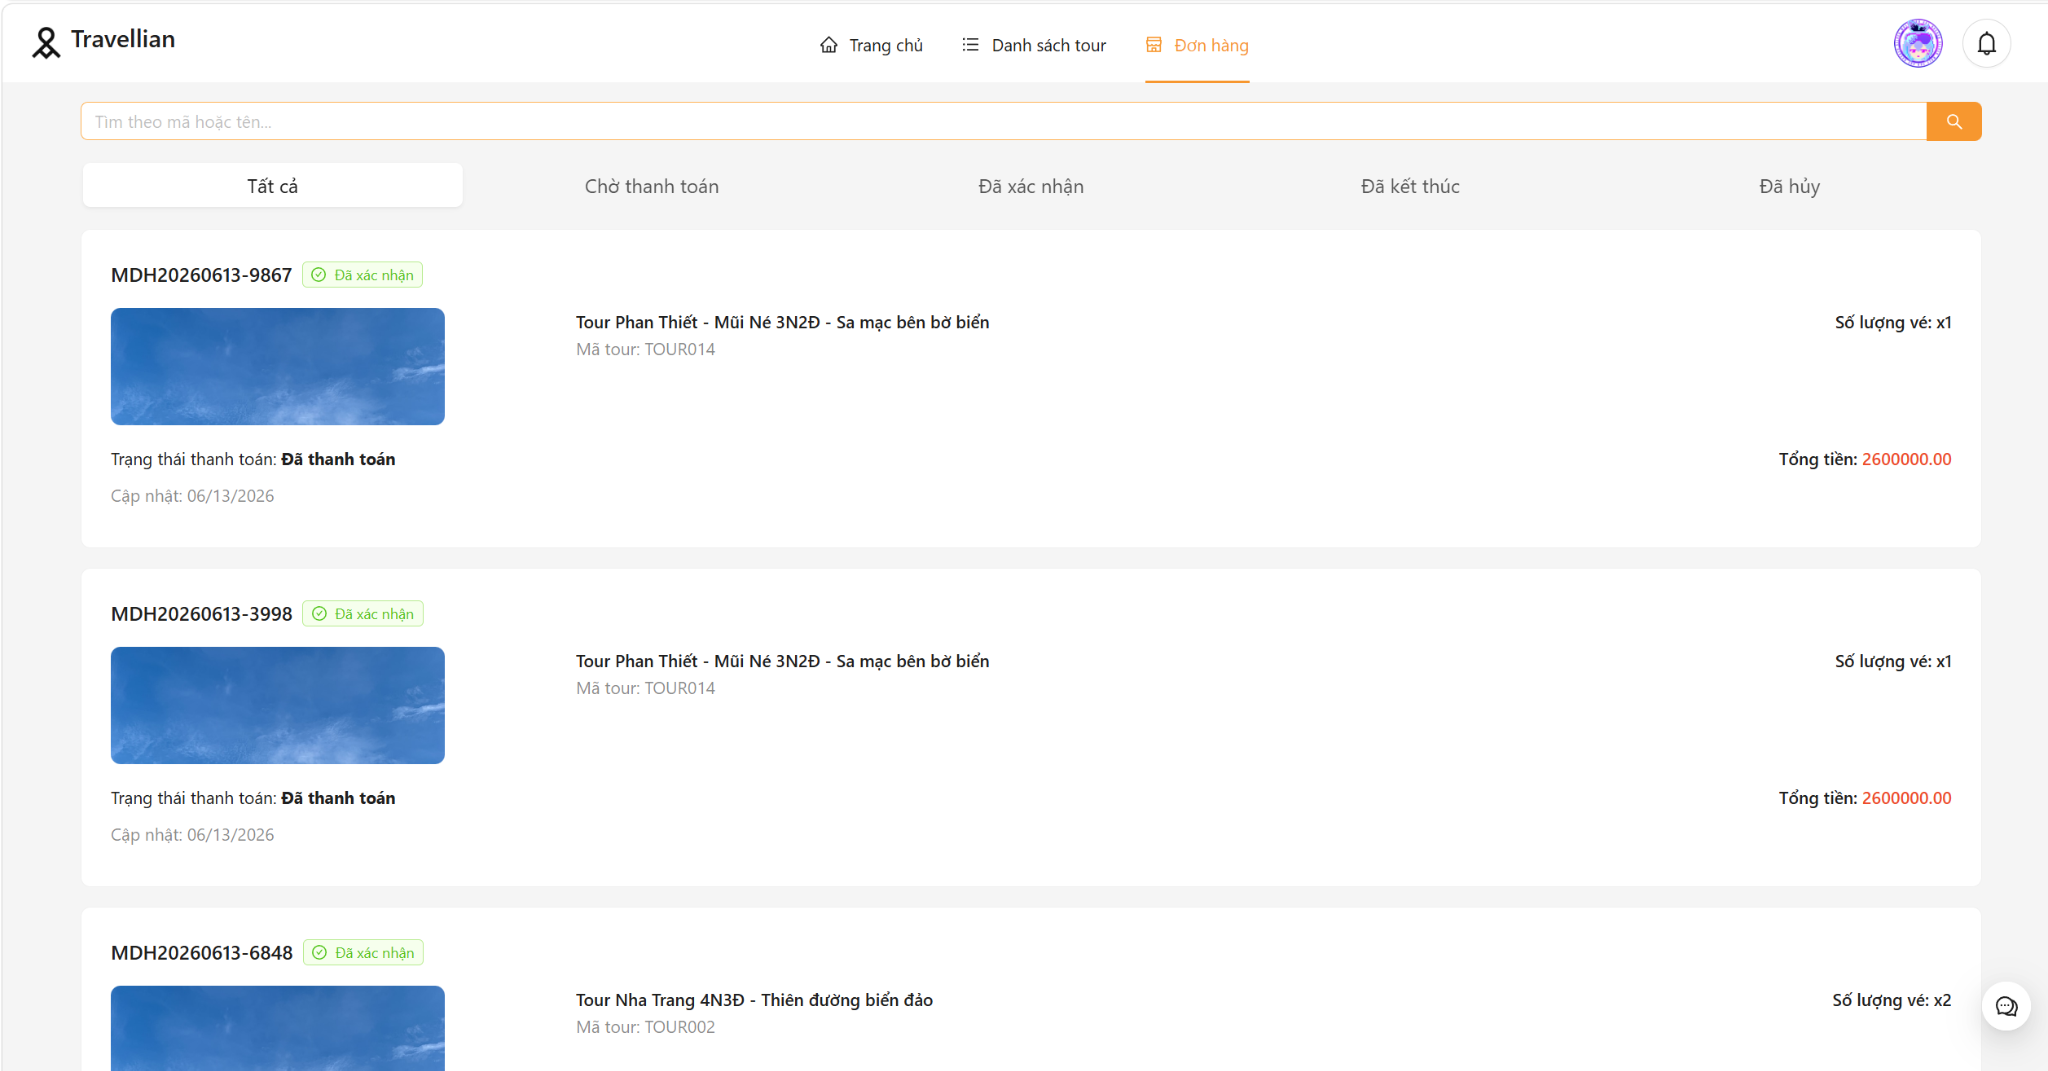 Travellian
Trang chủ
Danh sách tour
Đơn hàng
Tìm theo mã hoặc tên...
Tất cả
Chờ thanh toán
Đã xác nhận
Đã kết thúc
Đã hủy
MDH20260613-9867
Đã xác nhận
Tour Phan Thiết - Mũi Né 3N2Đ - Sa mạc bên bờ biển
Số lượng vé: x1
Mã tour: TOUR014
Trạng thái thanh toán: Đã thanh toán
Tổng tiền: 2600000.00
Cập nhật: 06/13/2026
MDH20260613-3998
Đã xác nhận
Tour Phan Thiết - Mũi Né 3N2Đ - Sa mạc bên bờ biển
Số lượng vé: x1
Mã tour: TOUR014
Trạng thái thanh toán: Đã thanh toán
Tổng tiền: 2600000.00
Cập nhật: 06/13/2026
MDH20260613-6848
Đã xác nhận
Tour Nha Trang 4N3Đ - Thiên đường biển đảo
Số lượng vé: x2
Mã tour: TOUR002